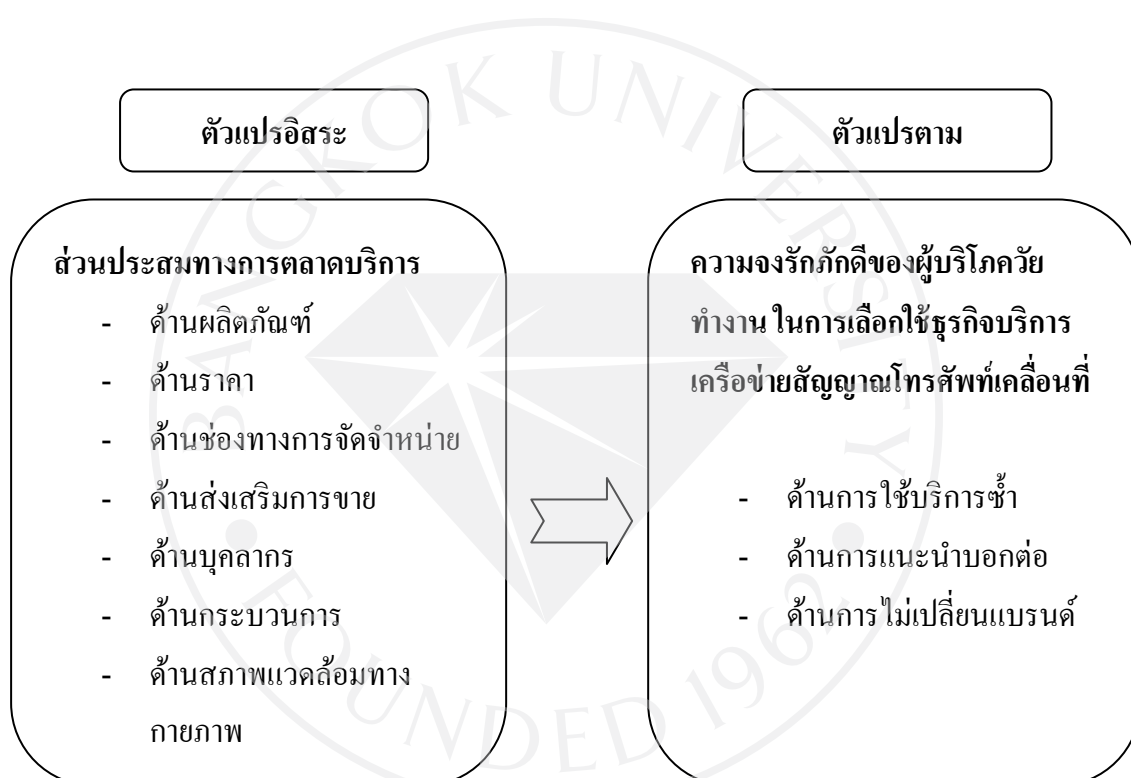 ตัวแปรอิสระ
ส่วนประสมทางการตลาดบริการ
- ด้านผลิตภัณฑ์
- ด้านราคา
- ด้านช่องทางการจัดจำหน่าย
- ด้านส่งเสริมการขาย
- ด้านบุคลากร
- ด้านกระบวนการ
- ด้านสภาพแวดล้อมทาง
กายภาพ
ตัวแปรตาม
ความจงรักภักดีของผู้บริโภควัย
ทำงาน ในการเลือกใช้ธุรกิจบริการ
เครือข่ายสัญญาณโทรศัพท์เคลื่อนที่
- ด้านการใช้บริการซ้ำ
- ด้านการแนะนำบอกต่อ
- ด้านการไม่เปลี่ยนแบรนด์
BANGKOK UNIVERSITY
FOUNDED 1962